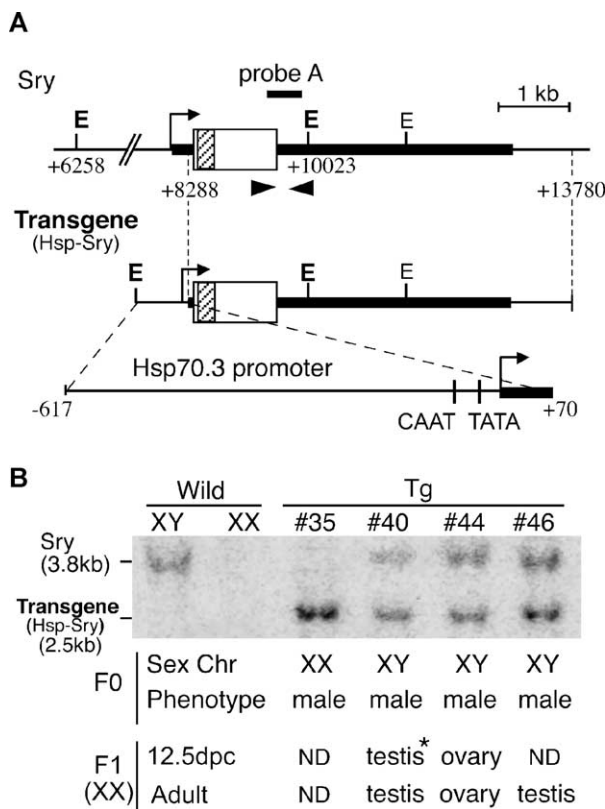 A
probe A
Sry
1 kb
E
E
E
+6258
+10023
+8288
+13780
Transgene
(Hsp-Sry)
E
E
E
Hsp70.3 promoter
-617
+70
CAAT
TATA
B
Wild
Tg
XY XX #35 #40 #44 #46
Sry
(3.8kb)
Transgene
(Hsp-Sry)
(2.5kb)
F0
Sex Chr XX XY XY XY
Phenotype male male male male
F1
(XX)
12.5dpc ND testis* ovary ND
Adult ND testis ovary testis